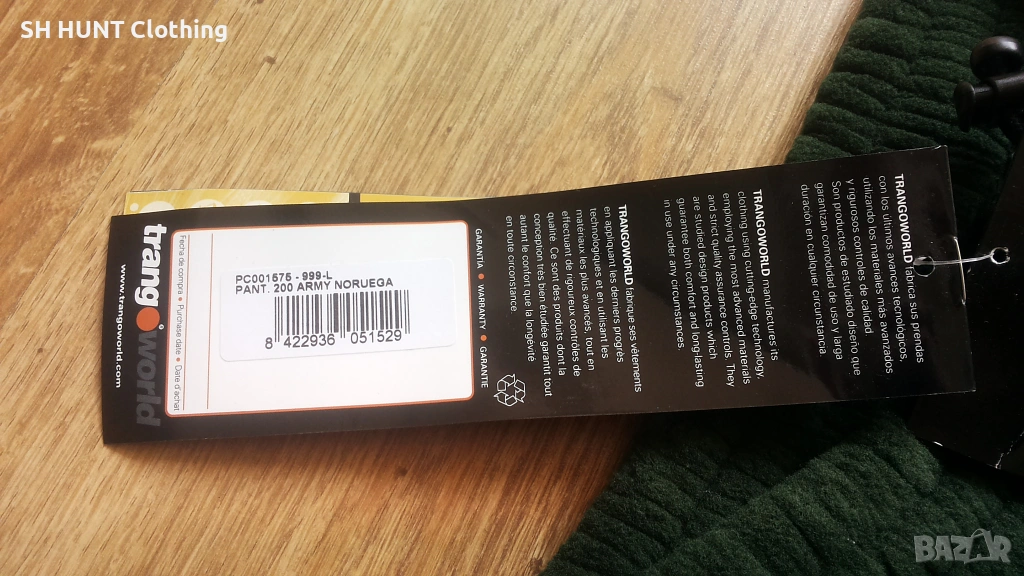 SH HUNT Clothing
trango world
www.trangoworld.com
Fecha de compra • Purchase date • Date d'achat
PC001575 - 999-L
PANT. 200 ARMY NORUEGA
8 422936 051529
GARANTIA • WARRANTY • GARANTIE
TRANGOWORLD fabrica sus prendas
con los últimos avances tecnológicos,
utilizando los materiales más avanzados,
y rigurosos controles de calidad.
Son productos de estudiado diseño que
garantizan comodidad de uso y larga
duración en cualquier circunstancia.
TRANGOWORLD manufactures its
clothing using cutting-edge technology,
employing the most advanced materials
and strict quality assurance controls. They
are studied design products which
guarantee both comfort and long-lasting
in use under any circumstances.
TRANGOWORLD fabrique ses vêtements
en appliquant les derniers progrès
technologiques et en utilisant les
matériaux les plus avancés, tout en
effectuant de rigoureux contrôles de
qualité. Ce sont des produits dont la
conception très bien étudiée garantit tout
autant le confort que la longévité
en toute circonstance.
BAZAR